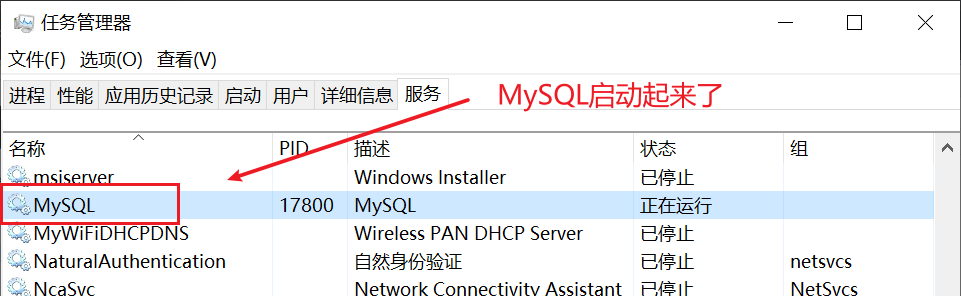 任务管理器
文件(F) 选项(O) 查看(V)
进程 性能 应用历史记录 启动 用户 详细信息 服务
MySQL启动起来了
名称 PID 描述 状态 组
msiserver Windows Installer 已停止
MySQL 17800 MySQL 正在运行
MyWiFiDHCPDNS Wireless PAN DHCP Server 已停止
NaturalAuthentication 自然身份验证 已停止 netsvcs
NcaSvc Network Connectivity Assistant 已停止 NetSvcs